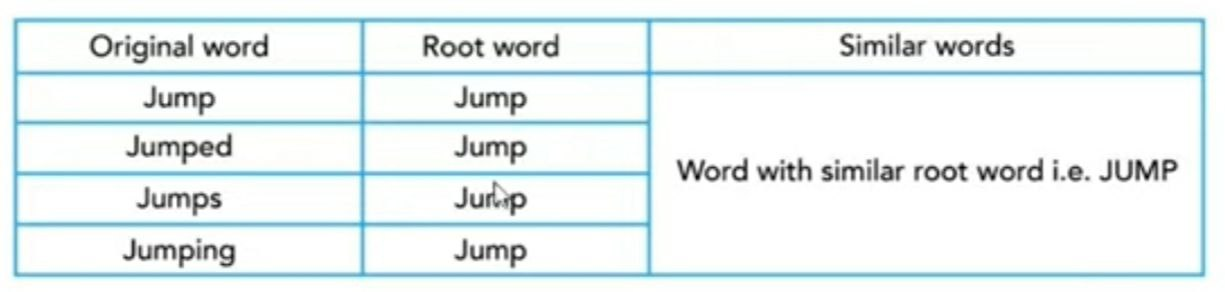 Original word Root word Similar words
Jump Jump
Jumped Jump
Word with similar root word i.e. JUMP
Jumps Jump
Jumping Jump